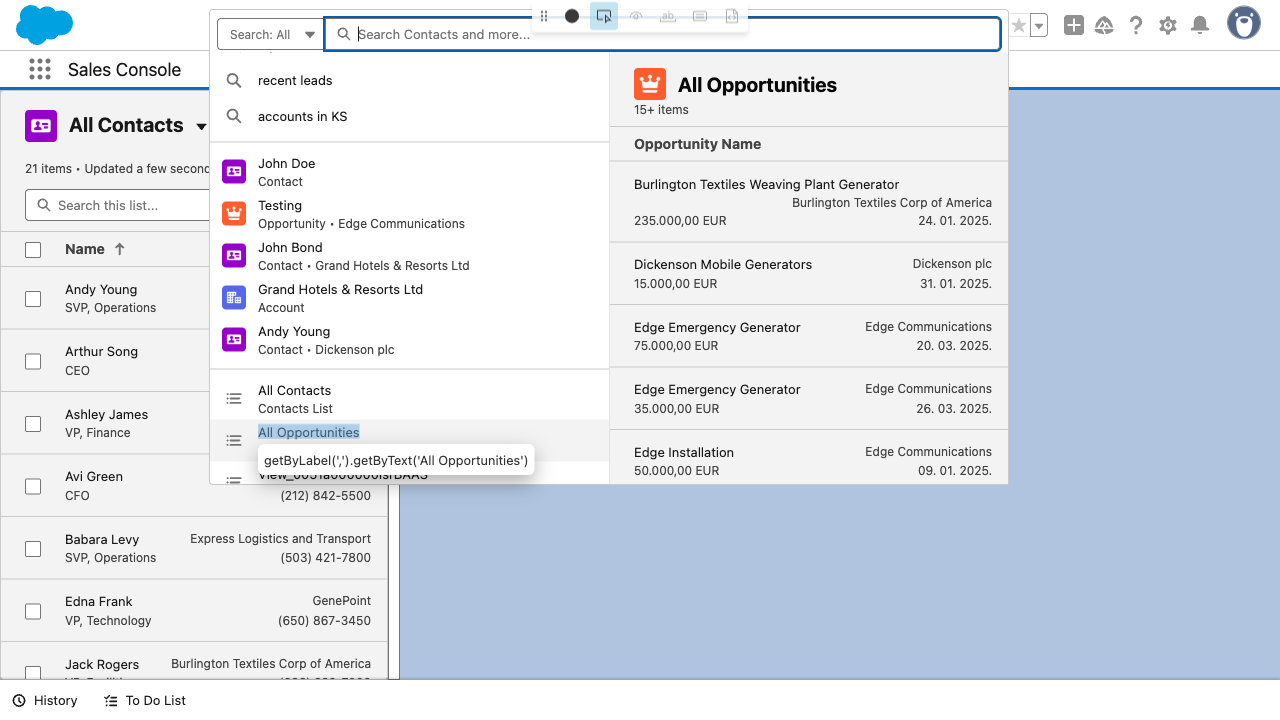 Search: All
Search Contacts and more...
Sales Console
All Contacts
21 items • Updated a few second
Search this list...
Name
Andy Young
SVP, Operations
Arthur Song
CEO
Ashley James
VP, Finance
Avi Green
CFO
(212) 842-5500
Babara Levy
Express Logistics and Transport
SVP, Operations
(503) 421-7800
Edna Frank
GenePoint
VP, Technology
(650) 867-3450
Jack Rogers
Burlington Textiles Corp of America
recent leads
accounts in KS
John Doe
Contact
Testing
Opportunity • Edge Communications
John Bond
Contact • Grand Hotels & Resorts Ltd
Grand Hotels & Resorts Ltd
Account
Andy Young
Contact • Dickenson plc
All Contacts
Contacts List
All Opportunities
getByLabel(',').getByText('All Opportunities')
All Opportunities
15+ items
Opportunity Name
Burlington Textiles Weaving Plant Generator
Burlington Textiles Corp of America
235.000,00 EUR
24. 01. 2025.
Dickenson Mobile Generators
Dickenson plc
15.000,00 EUR
31. 01. 2025.
Edge Emergency Generator
Edge Communications
75.000,00 EUR
20. 03. 2025.
Edge Emergency Generator
Edge Communications
35.000,00 EUR
26. 03. 2025.
Edge Installation
Edge Communications
50.000,00 EUR
09. 01. 2025.
History
To Do List